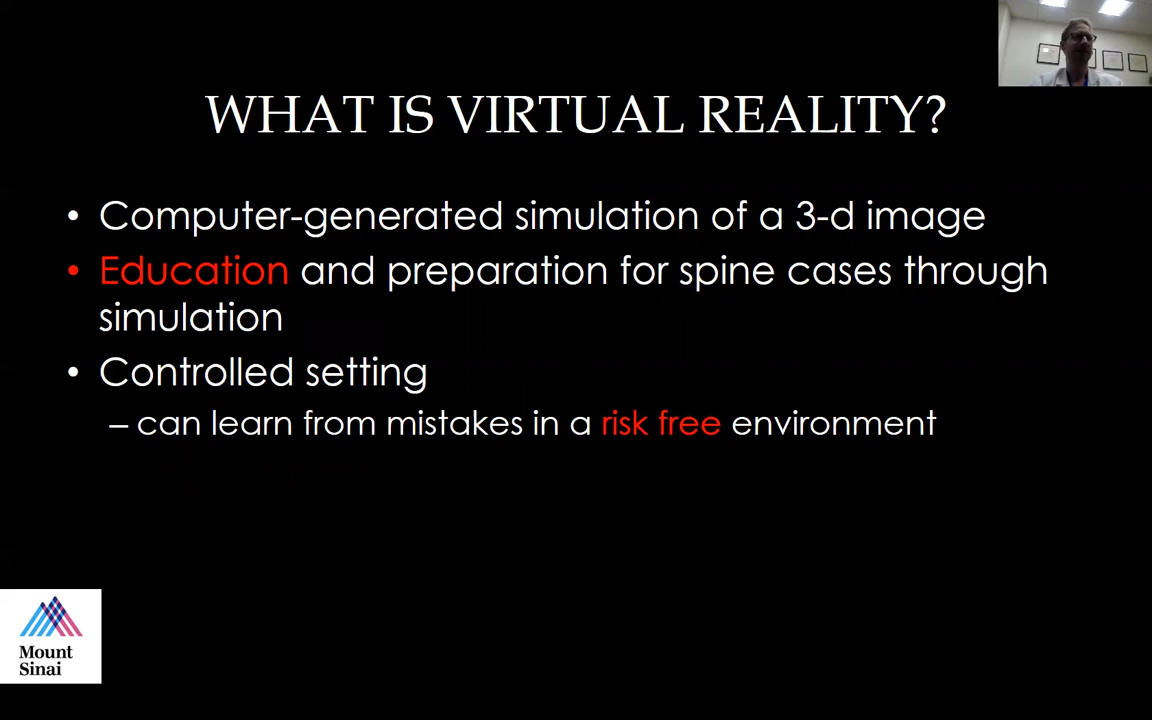 WHAT IS VIRTUAL REALITY?
• Computer-generated simulation of a 3-d image
• Education and preparation for spine cases through
simulation
• Controlled setting
– can learn from mistakes in a risk free environment
Mount
Sinai